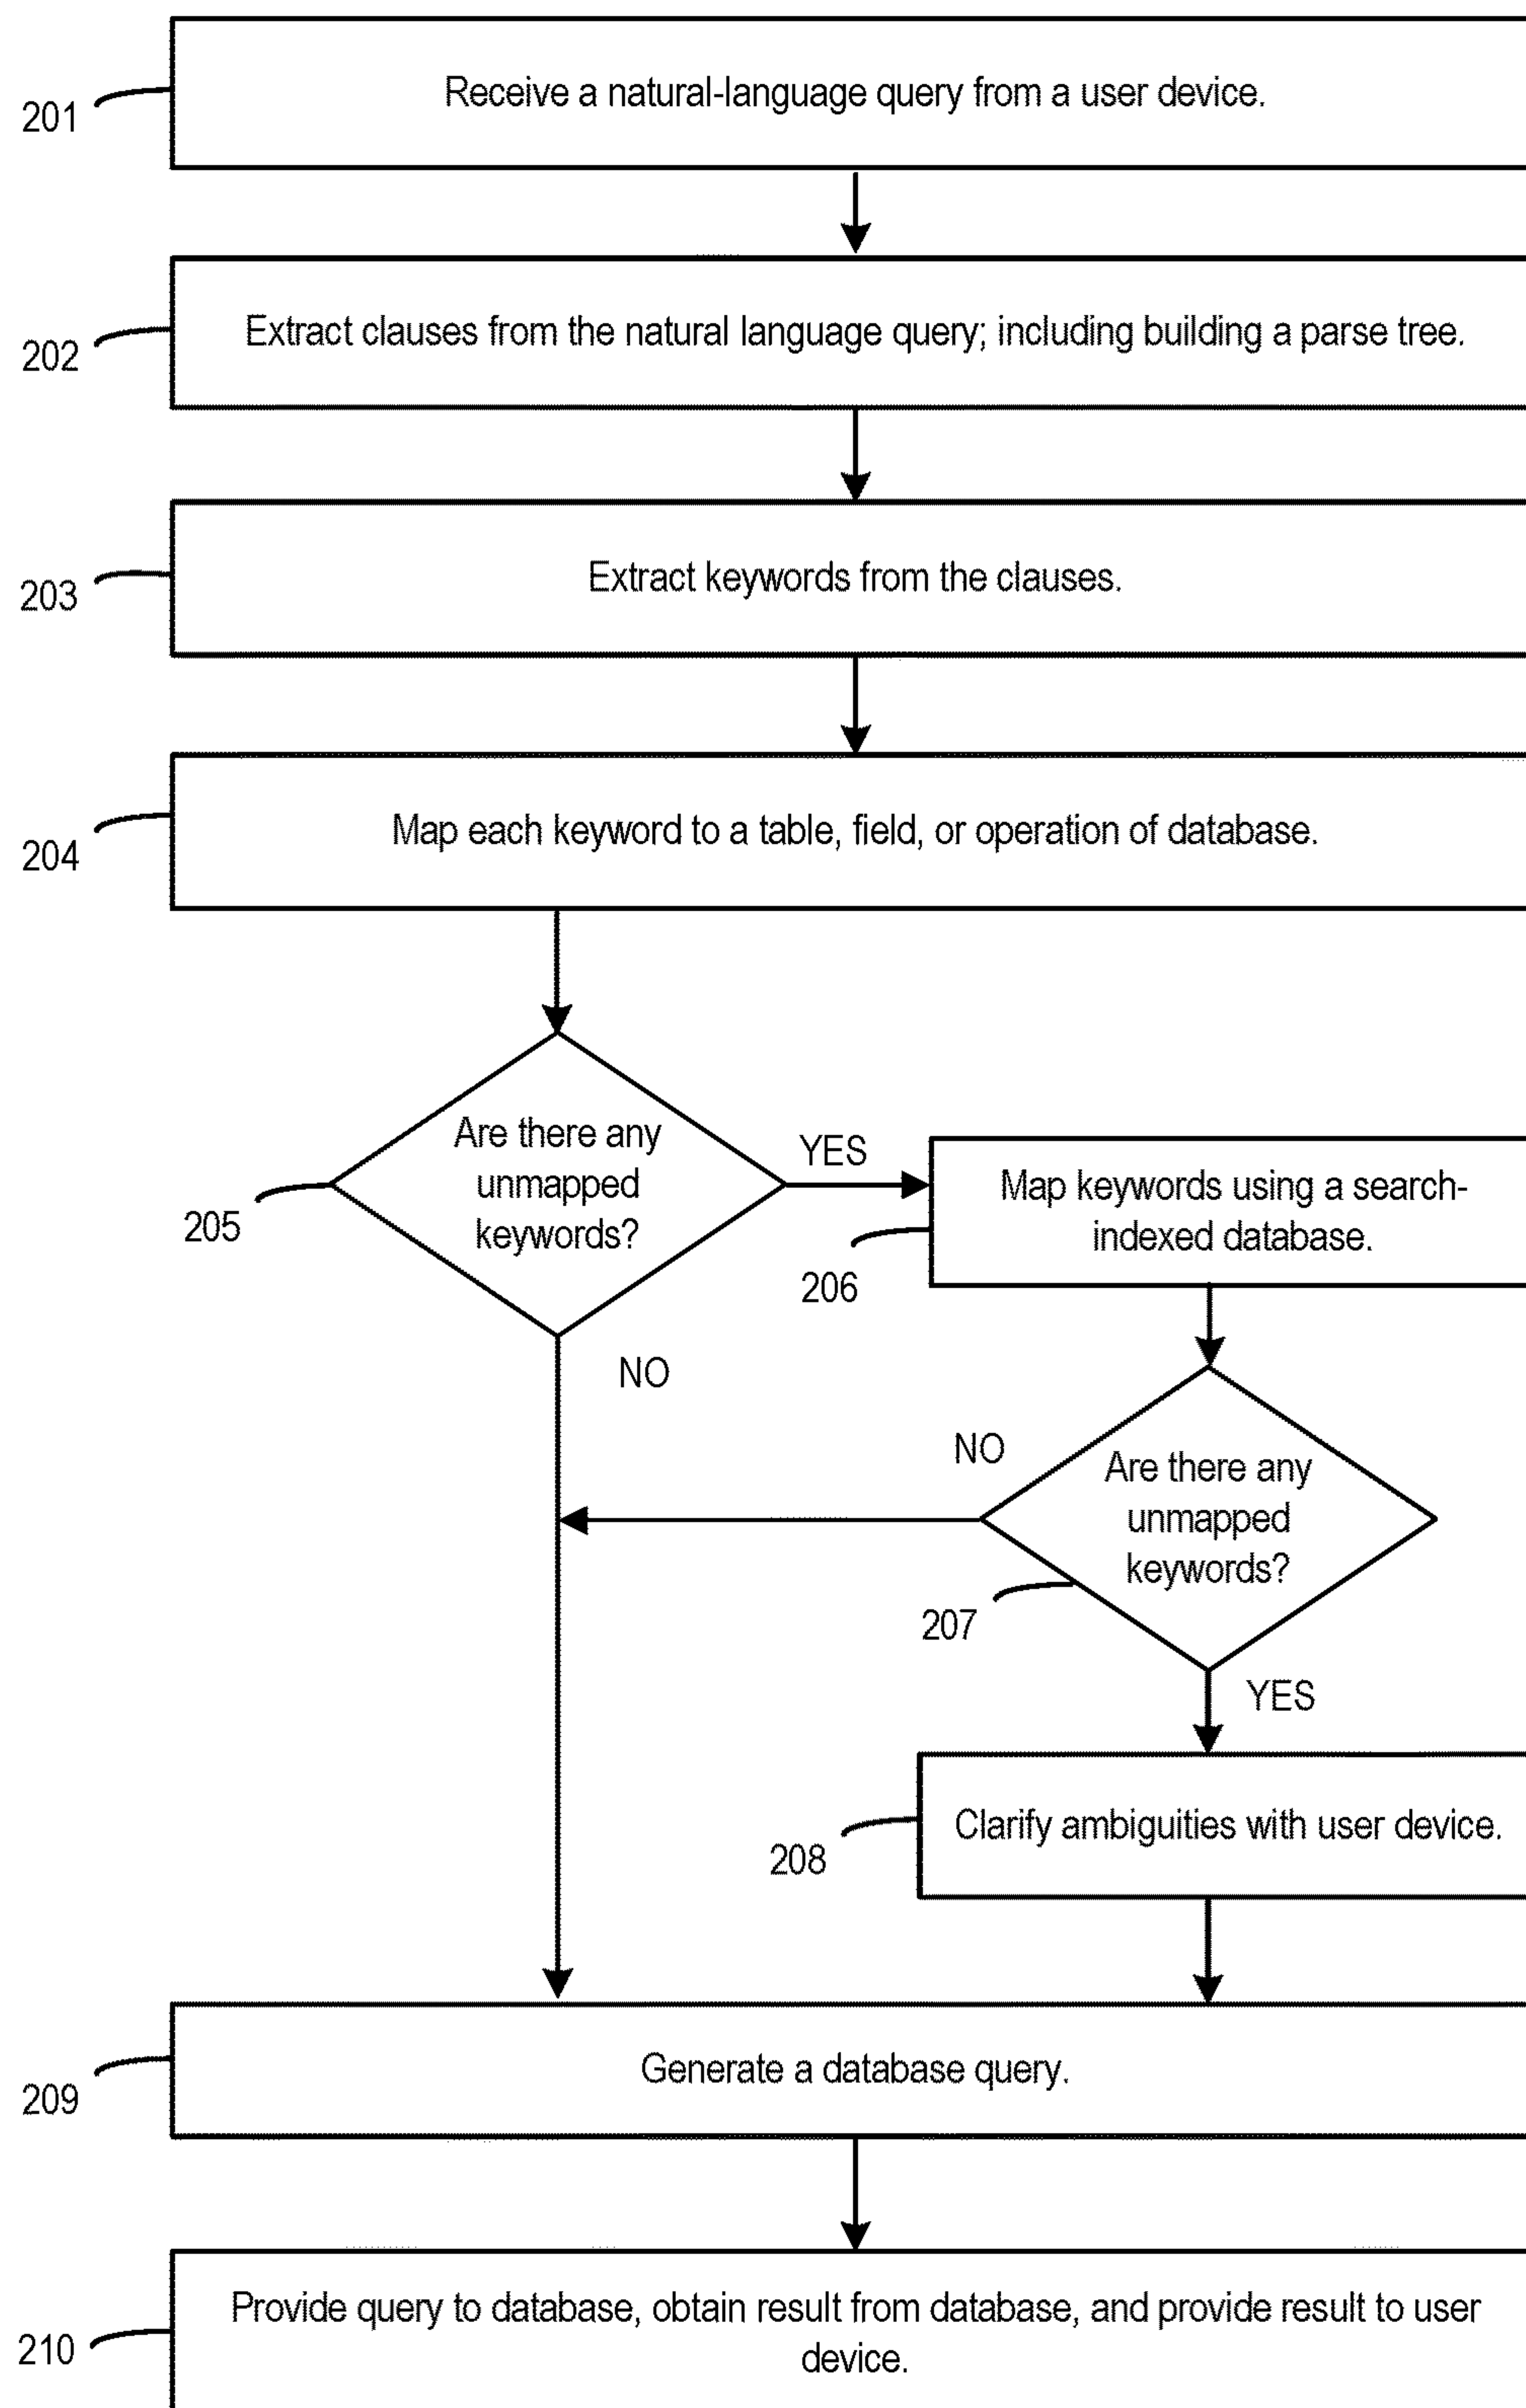 Receive a natural-language query from a user device.
201
Extract clauses from the natural language query; including building a parse tree.
202
Extract keywords from the clauses.
203
Map each keyword to a table, field, or operation of database.
204
Are there any
unmapped
keywords?
YES
205
Map keywords using a search-
indexed database.
206
NO
NO
Are there any
unmapped
keywords?
207
YES
Clarify ambiguities with user device.
208
Generate a database query.
209
Provide query to database, obtain result from database, and provide result to user
device.
210